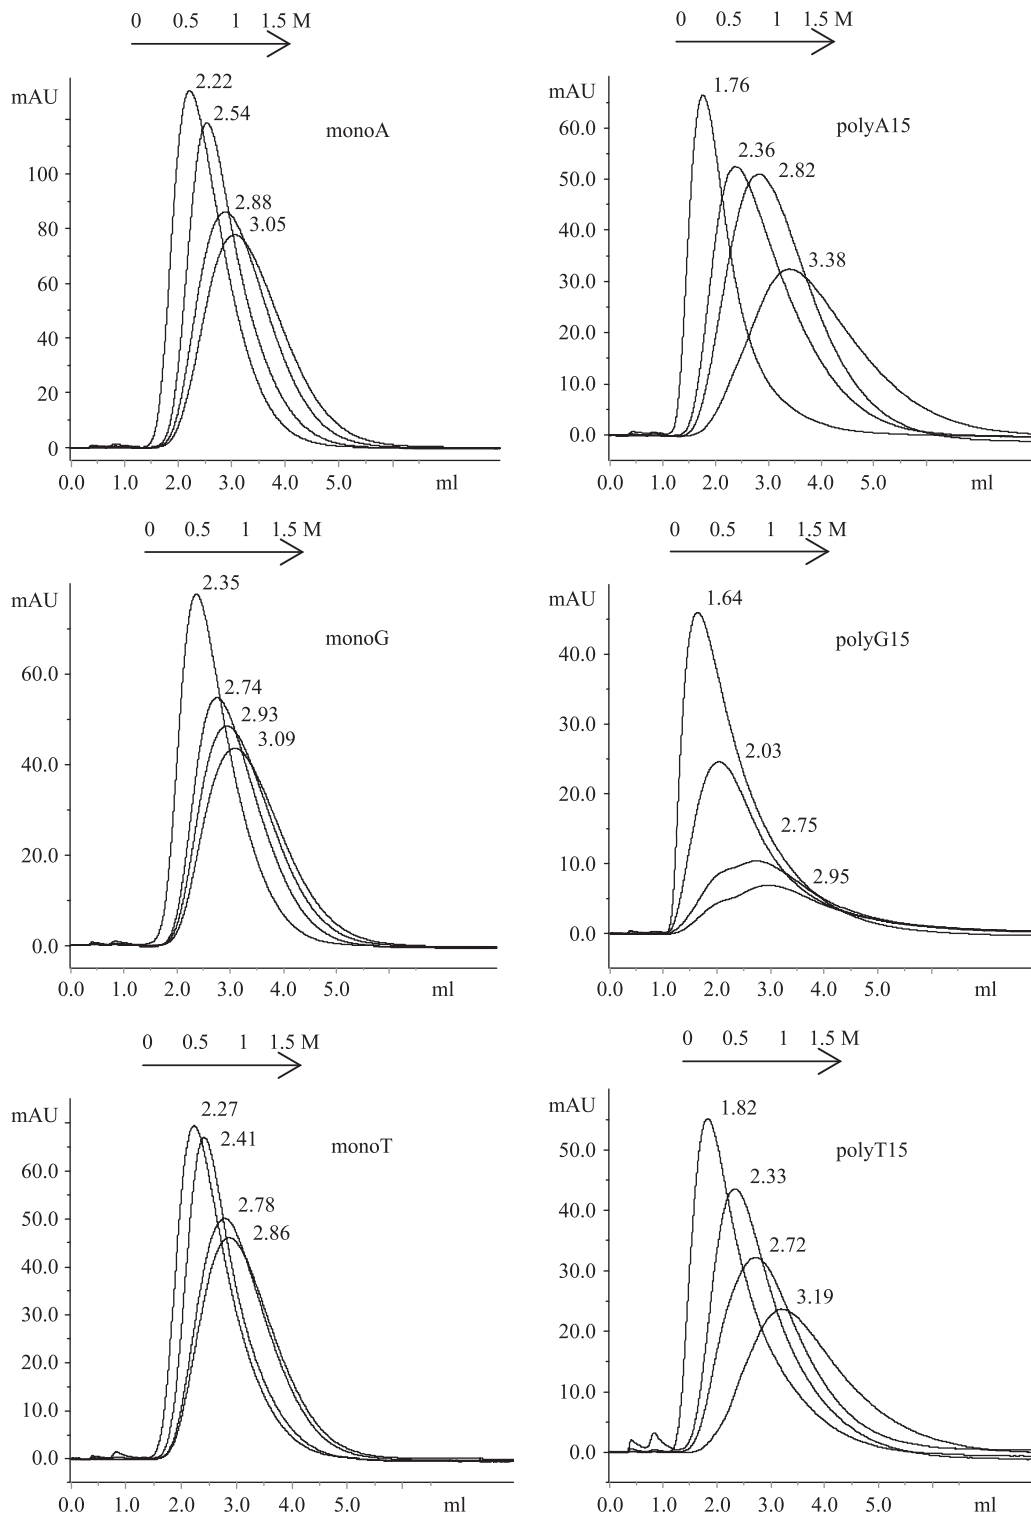 0 0.5 1 1.5 M
mAU
monoA
2.22
2.54
2.88
3.05
100
80
60
40
20
0
0.0 1.0 2.0 3.0 4.0 5.0 ml
0 0.5 1 1.5 M
mAU
polyA15
1.76
2.36
2.82
3.38
60.0
50.0
40.0
30.0
20.0
10.0
0.0
0.0 1.0 2.0 3.0 4.0 5.0 ml
0 0.5 1 1.5 M
mAU
monoG
2.35
2.74
2.93
3.09
60.0
40.0
20.0
0.0
0.0 1.0 2.0 3.0 4.0 5.0 ml
0 0.5 1 1.5 M
mAU
polyG15
1.64
2.03
2.75
2.95
40.0
30.0
20.0
10.0
0.0
0.0 1.0 2.0 3.0 4.0 5.0 ml
0 0.5 1 1.5 M
mAU
monoT
2.27
2.41
2.78
2.86
60.0
50.0
40.0
30.0
20.0
10.0
0.0
0.0 1.0 2.0 3.0 4.0 5.0 ml
0 0.5 1 1.5 M
mAU
polyT15
1.82
2.33
2.72
3.19
50.0
40.0
30.0
20.0
10.0
0.0
0.0 1.0 2.0 3.0 4.0 5.0 ml